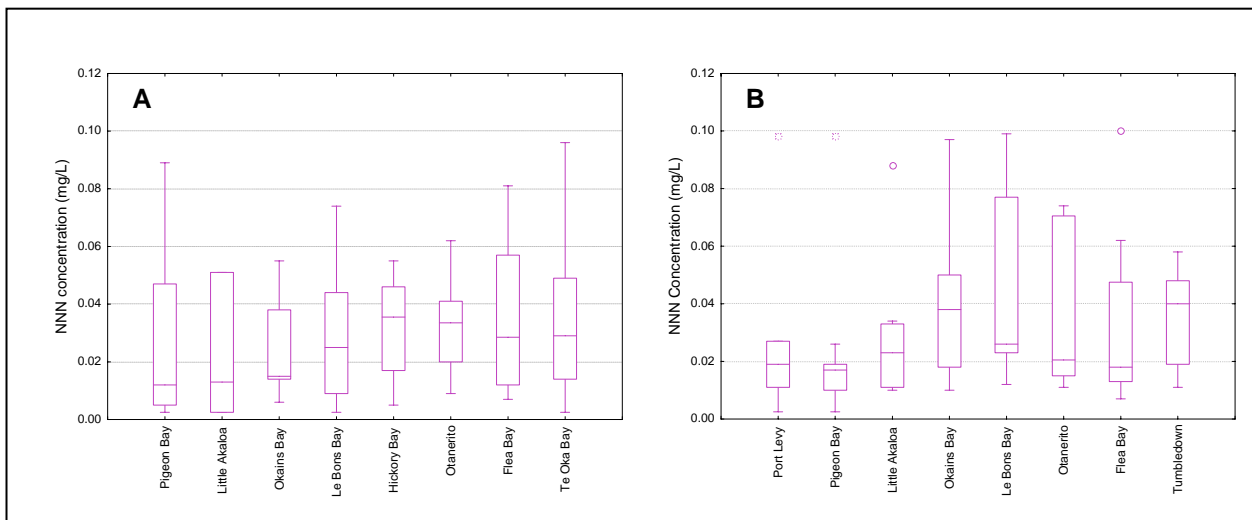 A
NNN concentration (mg/L)
0.12
0.10
0.08
0.06
0.04
0.02
0.00
Pigeon Bay
Little Akaloa
Okains Bay
Le Bons Bay
Hickory Bay
Otanerito
Flea Bay
Te Oka Bay
B
NNN Concentration (mg/L)
0.12
0.10
0.08
0.06
0.04
0.02
0.00
Port Levy
Pigeon Bay
Little Akaloa
Okains Bay
Le Bons Bay
Otanerito
Flea Bay
Tumbledown